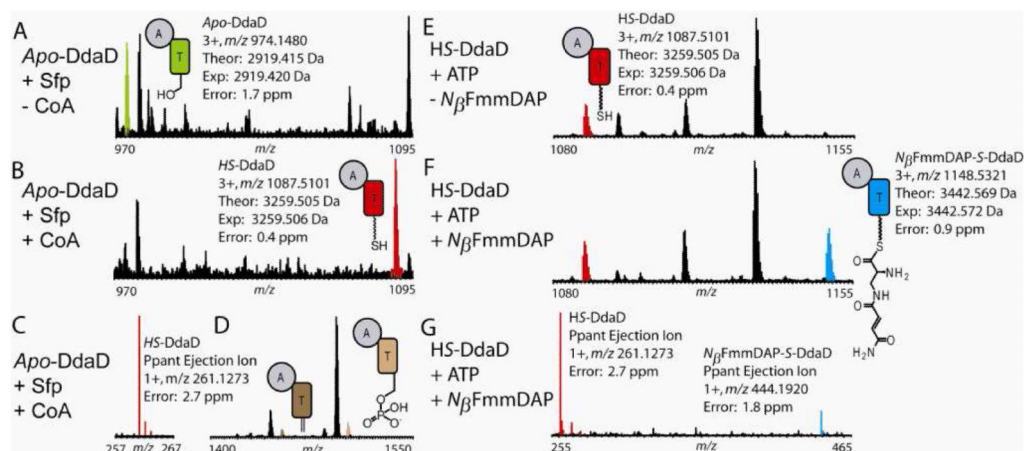 A
Apo-DdaD
+ Sfp
- CoA
Apo-DdaD
3+, m/z 974.1480
Theor: 2919.415 Da
Exp: 2919.420 Da
Error: 1.7 ppm
A
T
HO
970
m/z
1095
B
Apo-DdaD
+ Sfp
+ CoA
HS-DdaD
3+, m/z 1087.5101
Theor: 3259.505 Da
Exp: 3259.506 Da
Error: 0.4 ppm
A
T
SH
970
m/z
1095
C
Apo-DdaD
+ Sfp
+ CoA
HS-DdaD
Ppant Ejection Ion
1+, m/z 261.1273
Error: 2.7 ppm
257 m/z 267
D
A
T
A
T
O
O
P
OH
O-
1400
m/z
1550
E
HS-DdaD
+ ATP
- NβFmmDAP
HS-DdaD
3+, m/z 1087.5101
Theor: 3259.505 Da
Exp: 3259.506 Da
Error: 0.4 ppm
A
T
SH
1080
m/z
1155
F
HS-DdaD
+ ATP
+ NβFmmDAP
NβFmmDAP-S-DdaD
3+, m/z 1148.5321
Theor: 3442.569 Da
Exp: 3442.572 Da
Error: 0.9 ppm
A
T
S
O
NH2
NH
O
O
H2N
1080
m/z
1155
G
HS-DdaD
+ ATP
+ NβFmmDAP
HS-DdaD
Ppant Ejection Ion
1+, m/z 261.1273
Error: 2.7 ppm
NβFmmDAP-S-DdaD
Ppant Ejection Ion
1+, m/z 444.1920
Error: 1.8 ppm
255
m/z
465